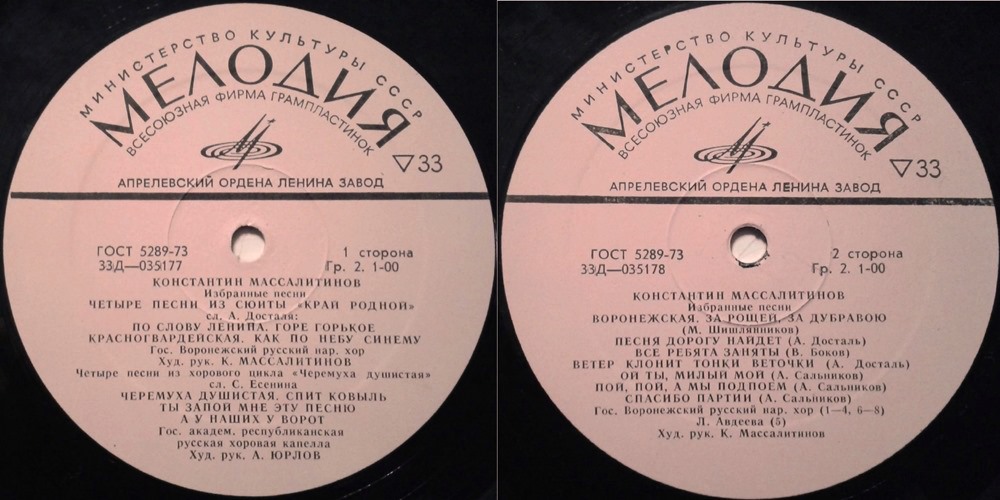 МИНИСТЕРСТВО КУЛЬТУРЫ СССР
МЕЛОДИЯ
ВСЕСОЮЗНАЯ ФИРМА ГРАМПЛАСТИНОК
33
АПРЕЛЕВСКИЙ ОРДЕНА ЛЕНИНА ЗАВОД
ГОСТ 5289-73 1 сторона
33Д—035177 Гр. 2. 1-00
КОНСТАНТИН МАССАЛИТИНОВ
Избранные песни
ЧЕТЫРЕ ПЕСНИ ИЗ СЮИТЫ «КРАЙ РОДНОЙ»
сл. А. Досталя:
ПО СЛОВУ ЛЕНИНА, ГОРЕ ГОРЬКОЕ
КРАСНОГВАРДЕЙСКАЯ, КАК ПО НЕБУ СИНЕМУ
Гос. Воронежский русский нар. хор
Худ. рук. К. МАССАЛИТИНОВ
Четыре песни из хорового цикла «Черемуха душистая»
сл. С. Есенина
ЧЕРЕМУХА ДУШИСТАЯ, СПИТ КОВЫЛЬ
ТЫ ЗАПОЙ МНЕ ЭТУ ПЕСНЮ
А У НАШИХ У ВОРОТ
Гос. академ. республиканская
русская хоровая капелла
Худ. рук. А. ЮРЛОВ
МИНИСТЕРСТВО КУЛЬТУРЫ СССР
МЕЛОДИЯ
ВСЕСОЮЗНАЯ ФИРМА ГРАМПЛАСТИНОК
33
АПРЕЛЕВСКИЙ ОРДЕНА ЛЕНИНА ЗАВОД
ГОСТ 5289-73 2 сторона
33Д—035178 Гр. 2. 1-00
КОНСТАНТИН МАССАЛИТИНОВ
Избранные песни
ВОРОНЕЖСКАЯ, ЗА РОЩЕЙ, ЗА ДУБРАВОЮ
(М. Шишлянников)
ПЕСНЯ ДОРОГУ НАЙДЕТ (А. Досталь)
ВСЕ РЕБЯТА ЗАНЯТЫ (В. Боков)
ВЕТЕР КЛОНИТ ТОНКИ ВЕТОЧКИ (А. Досталь)
ОЙ ТЫ, МИЛЫЙ МОЙ (А. Сальников)
ПОЙ, ПОЙ, А МЫ ПОДПОЕМ (А. Сальников)
СПАСИБО ПАРТИИ (А. Сальников)
Гос. Воронежский русский нар. хор (1—4, 6—8)
Л. Авдеева (5)
Худ. рук. К. Массалитинов